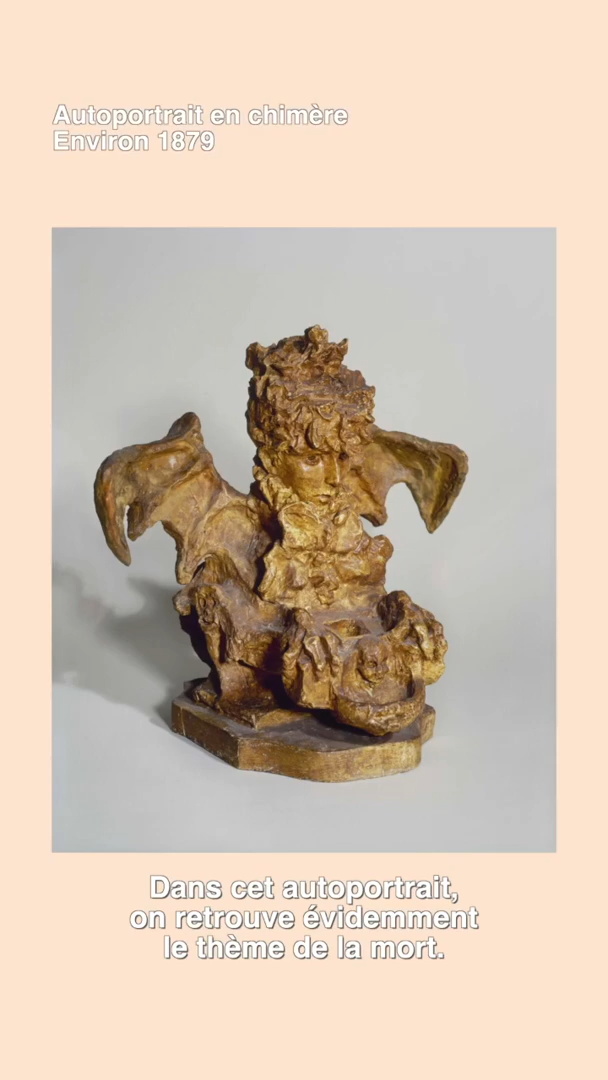 Autoportrait en chimère
Environ 1879
Dans cet autoportrait,
on retrouve évidemment
le thème de la mort.